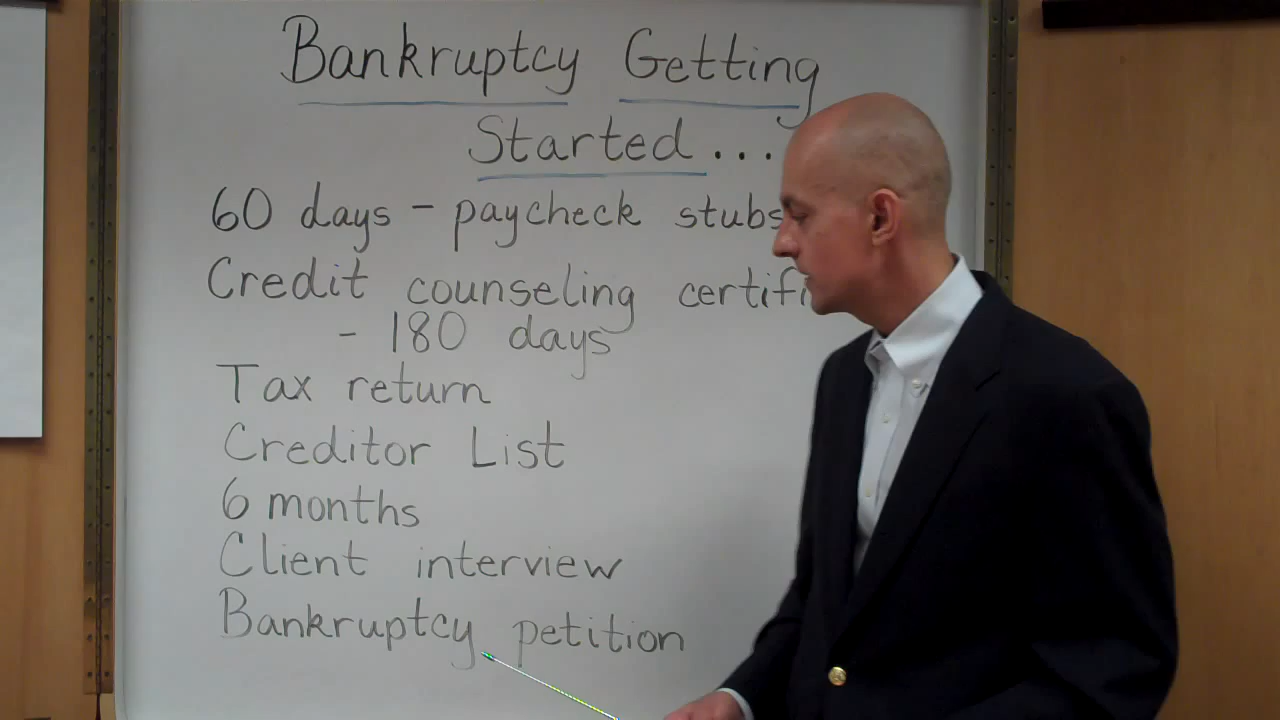 Bankruptcy Getting
Started...
60 days - paycheck stubs
Credit counseling certifi
- 180 days
Tax return
Creditor List
6 months
Client interview
Bankruptcy petition